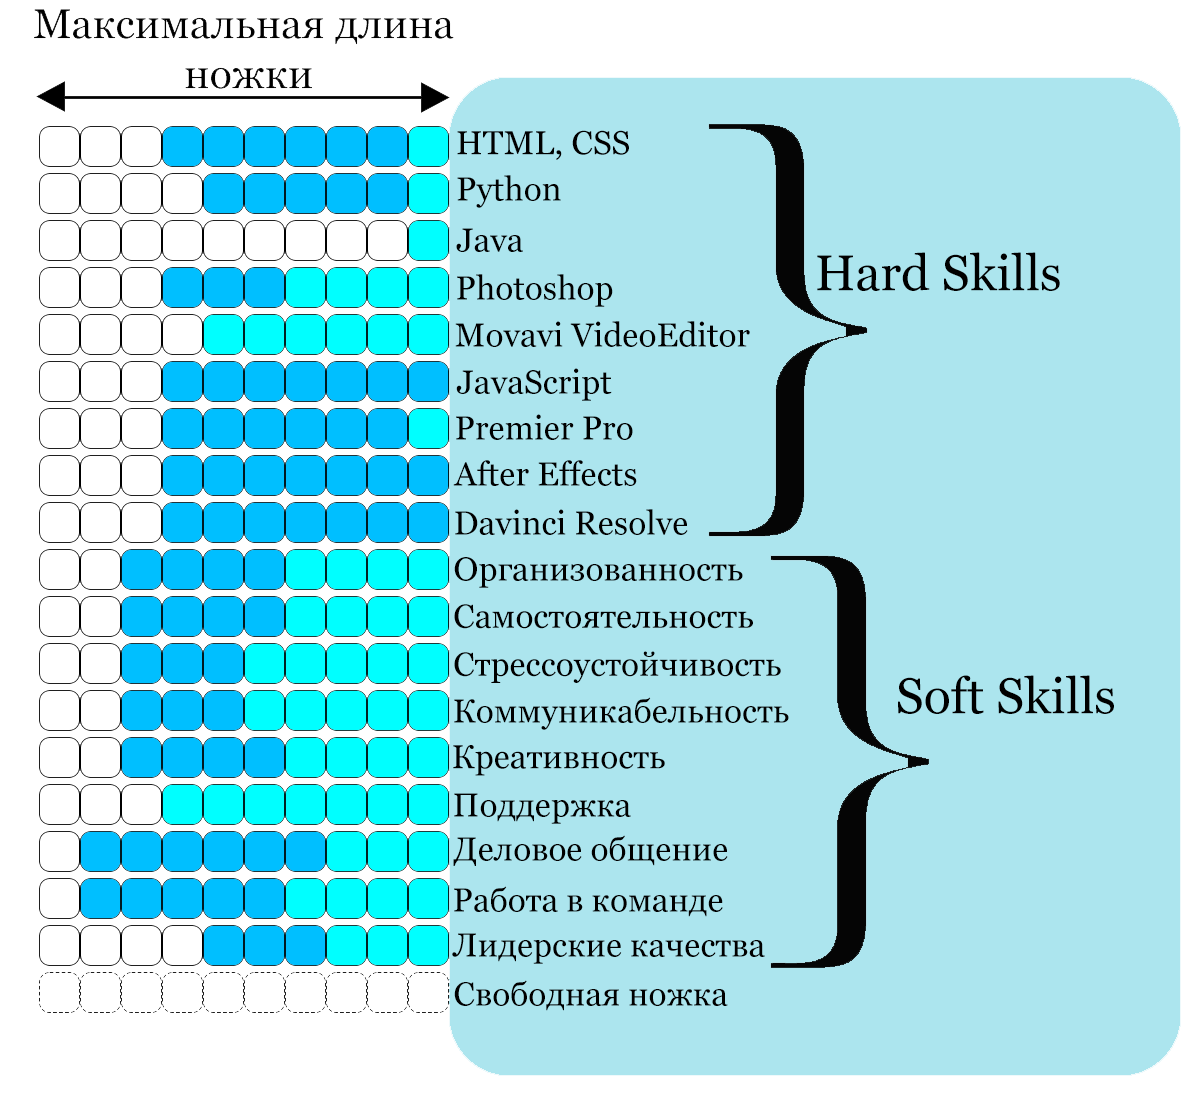 Максимальная длина
ножки
HTML, CSS
Python
Java
Photoshop
Movavi VideoEditor
JavaScript
Premier Pro
After Effects
Davinci Resolve
Hard Skills
Организованность
Самостоятельность
Стрессоустойчивость
Коммуникабельность
Креативность
Поддержка
Деловое общение
Работа в команде
Лидерские качества
Soft Skills
Свободная ножка